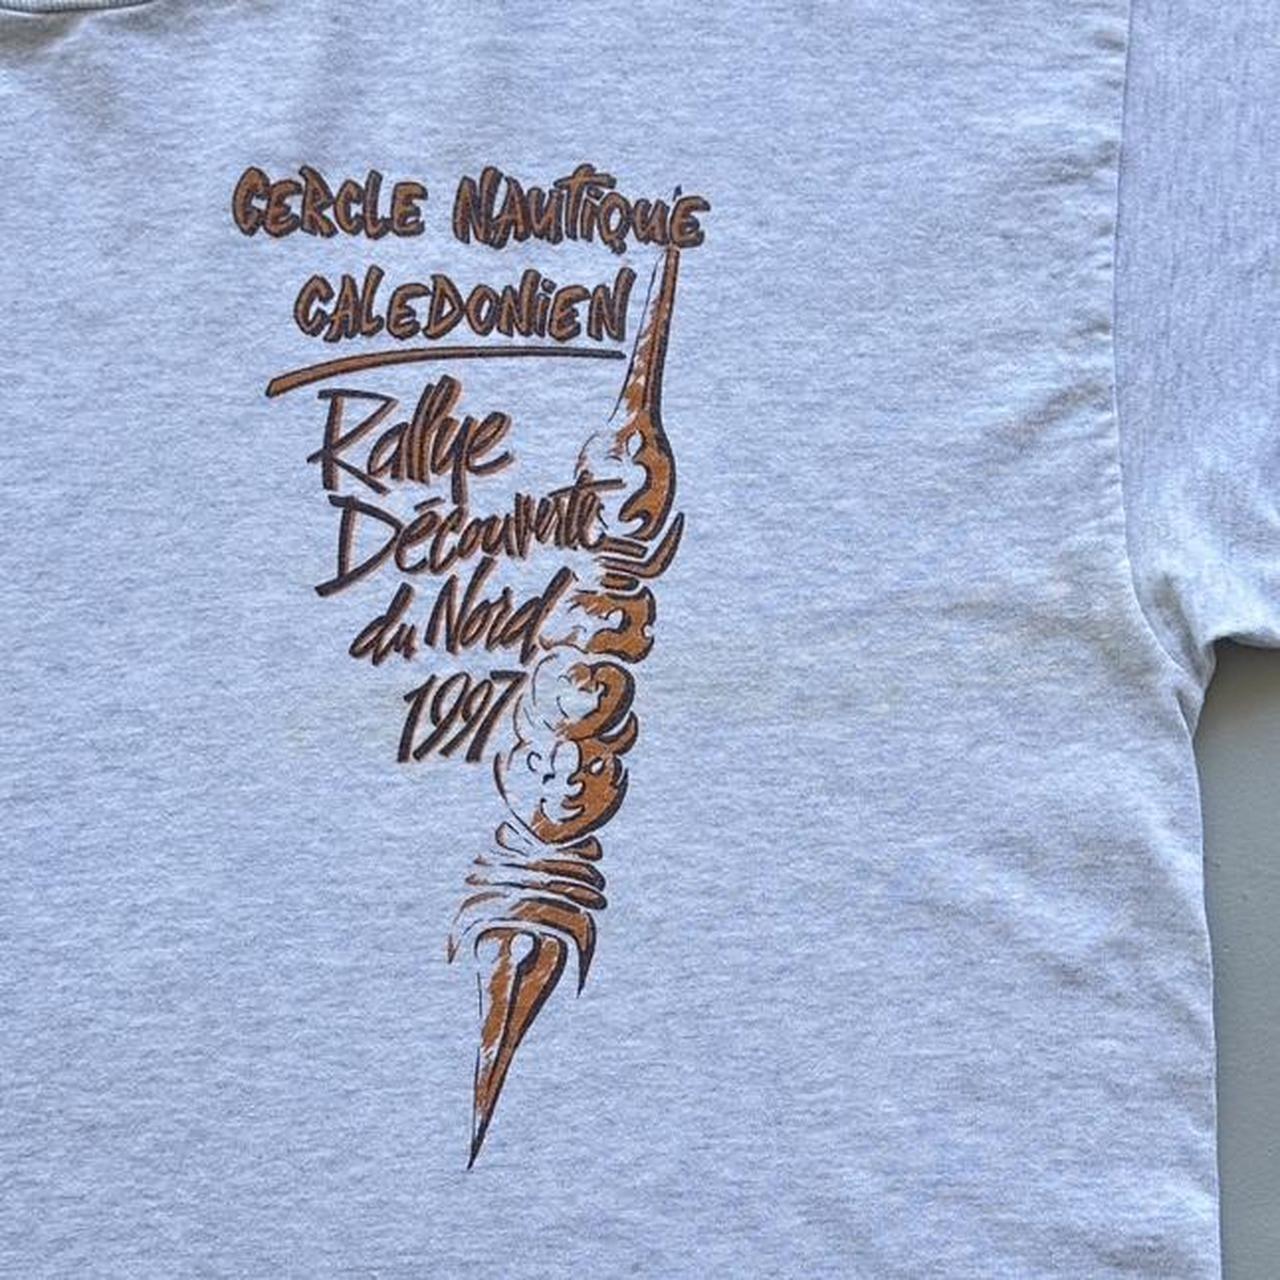 CERCLE NAUTIQUE
CALEDONIEN
Rallye
Découverte
du Nord
1997